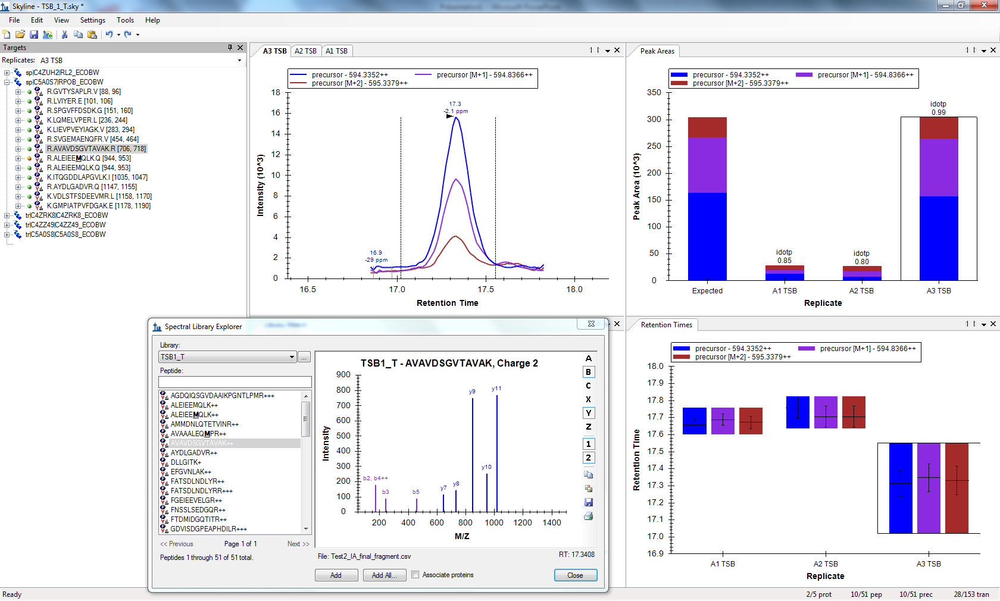 Skyline - TSB_1_T.sky *
File Edit View Settings Tools Help
Targets
Replicates: A3 TSB
sp|C4ZUH2|RL2_ECOBW
sp|C5A0S7|RPOB_ECOBW
R.GVTYSAPLR.V [88, 96]
R.LVIYER.E [101, 106]
R.SPGVFFDSDK.G [151, 160]
K.LQMELVPER.L [236, 244]
K.LIEVPVEYIAGK.V [283, 294]
R.SVGEMAENQFR.V [454, 464]
R.AVAVDSGVTAVAK.R [706, 718]
R.ALEIEEMQLK.Q [944, 953]
R.ALEIEEMQLK.Q [944, 953]
K.ITQGDDLAPGVLK.I [1035, 1047]
R.AYDLGADVR.Q [1147, 1155]
K.VDLSTFSDEEVMR.L [1158, 1170]
K.GMPIATPVFDGAK.E [1178, 1190]
tr|C4ZRK8|C4ZRK8_ECOBW
tr|C4ZZ49|C4ZZ49_ECOBW
tr|C5A0S8|C5A0S8_ECOBW
A3 TSB A2 TSB A1 TSB
precursor - 594.3352++ precursor [M+1] - 594.8366++
precursor [M+2] - 595.3379++
18
16
14
12
10
8
6
4
2
0
Intensity (10^3)
17.3
-2.1 ppm
16.9
-29 ppm
16.5 17.0 17.5 18.0
Retention Time
Peak Areas
precursor - 594.3352++ precursor [M+1] - 594.8366++
precursor [M+2] - 595.3379++
350
300
250
200
150
100
50
0
Peak Area (10^3)
idotp
0.85
idotp
0.80
idotp
0.99
Expected A1 TSB A2 TSB A3 TSB
Replicate
Spectral Library Explorer
Library:
TSB1_T
...
Peptide:
AGDQIQSGVDAAIKPGNTLPMR+++
ALEIEEMQLK++
ALEIEEMQLK++
AMMDNLQTETVINR++
AVAAALEQMPR++
AVAVDSGVTAVAK++
AYDLGADVR++
DLLGITK+
EFGVNLAK++
FATSDLNDLYR++
FATSDLNDLYRR+++
FGEIEEVELGR++
FNSSLSEDGQR++
FTDMIDGQTITR++
GDVISDGPEAPHDILR+++
<< Previous Page 1 of 1 Next >>
Peptides 1 through 51 of 51 total.
TSB1_T - AVAVDSGVTAVAK, Charge 2
900
800
700
600
500
400
300
200
100
0
Intensity
b2, b4++
b3
b5
y7
y8
y9
y10
y11
200 400 600 800 1000 1200 1400
M/Z
A
B
C
X
Y
Z
1
2
File: Test2_IA_final_fragment.csv
RT: 17.3408
Add Add All... Associate proteins Close
Retention Times
precursor - 594.3352++ precursor [M+1] - 594.8366++
precursor [M+2] - 595.3379++
18.0
17.9
17.8
17.7
17.6
17.5
17.4
17.3
17.2
17.1
17.0
16.9
Retention Time
A1 TSB A2 TSB A3 TSB
Replicate
Ready
2/5 prot 10/51 pep 10/51 prec 28/153 tran